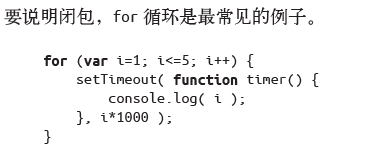 要说明闭包，for 循环是最常见的例子。
for (var i=1; i<=5; i++) {
    setTimeout( function timer() {
        console.log( i );
    }, i*1000 );
}